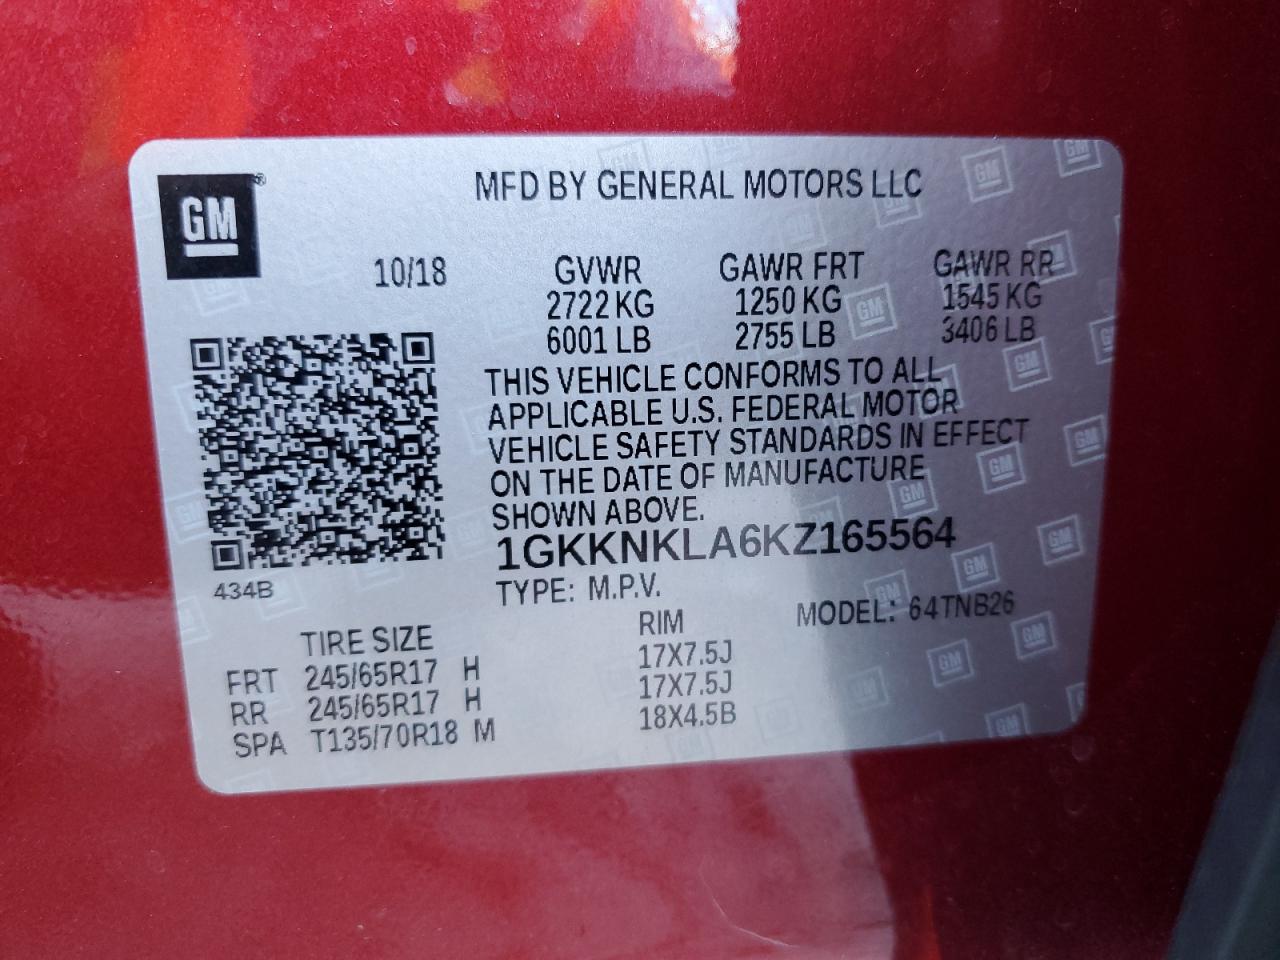 GM®
MFD BY GENERAL MOTORS LLC
10/18 GVWR GAWR FRT GAWR RR
2722 KG 1250 KG 1545 KG
6001 LB 2755 LB 3406 LB
THIS VEHICLE CONFORMS TO ALL
APPLICABLE U.S. FEDERAL MOTOR
VEHICLE SAFETY STANDARDS IN EFFECT
ON THE DATE OF MANUFACTURE
SHOWN ABOVE.
1GKKNKLA6KZ165564
434B
TYPE: M.P.V. MODEL: 64TNB26
TIRE SIZE RIM
FRT 245/65R17 H 17X7.5J
RR 245/65R17 H 17X7.5J
SPA T135/70R18 M 18X4.5B